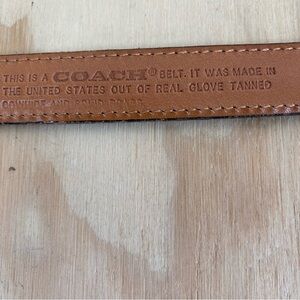 THIS IS A COACH® BELT. IT WAS MADE IN
THE UNITED STATES OUT OF REAL GLOVE TANNED
COWHIDE AND SOLID BRASS